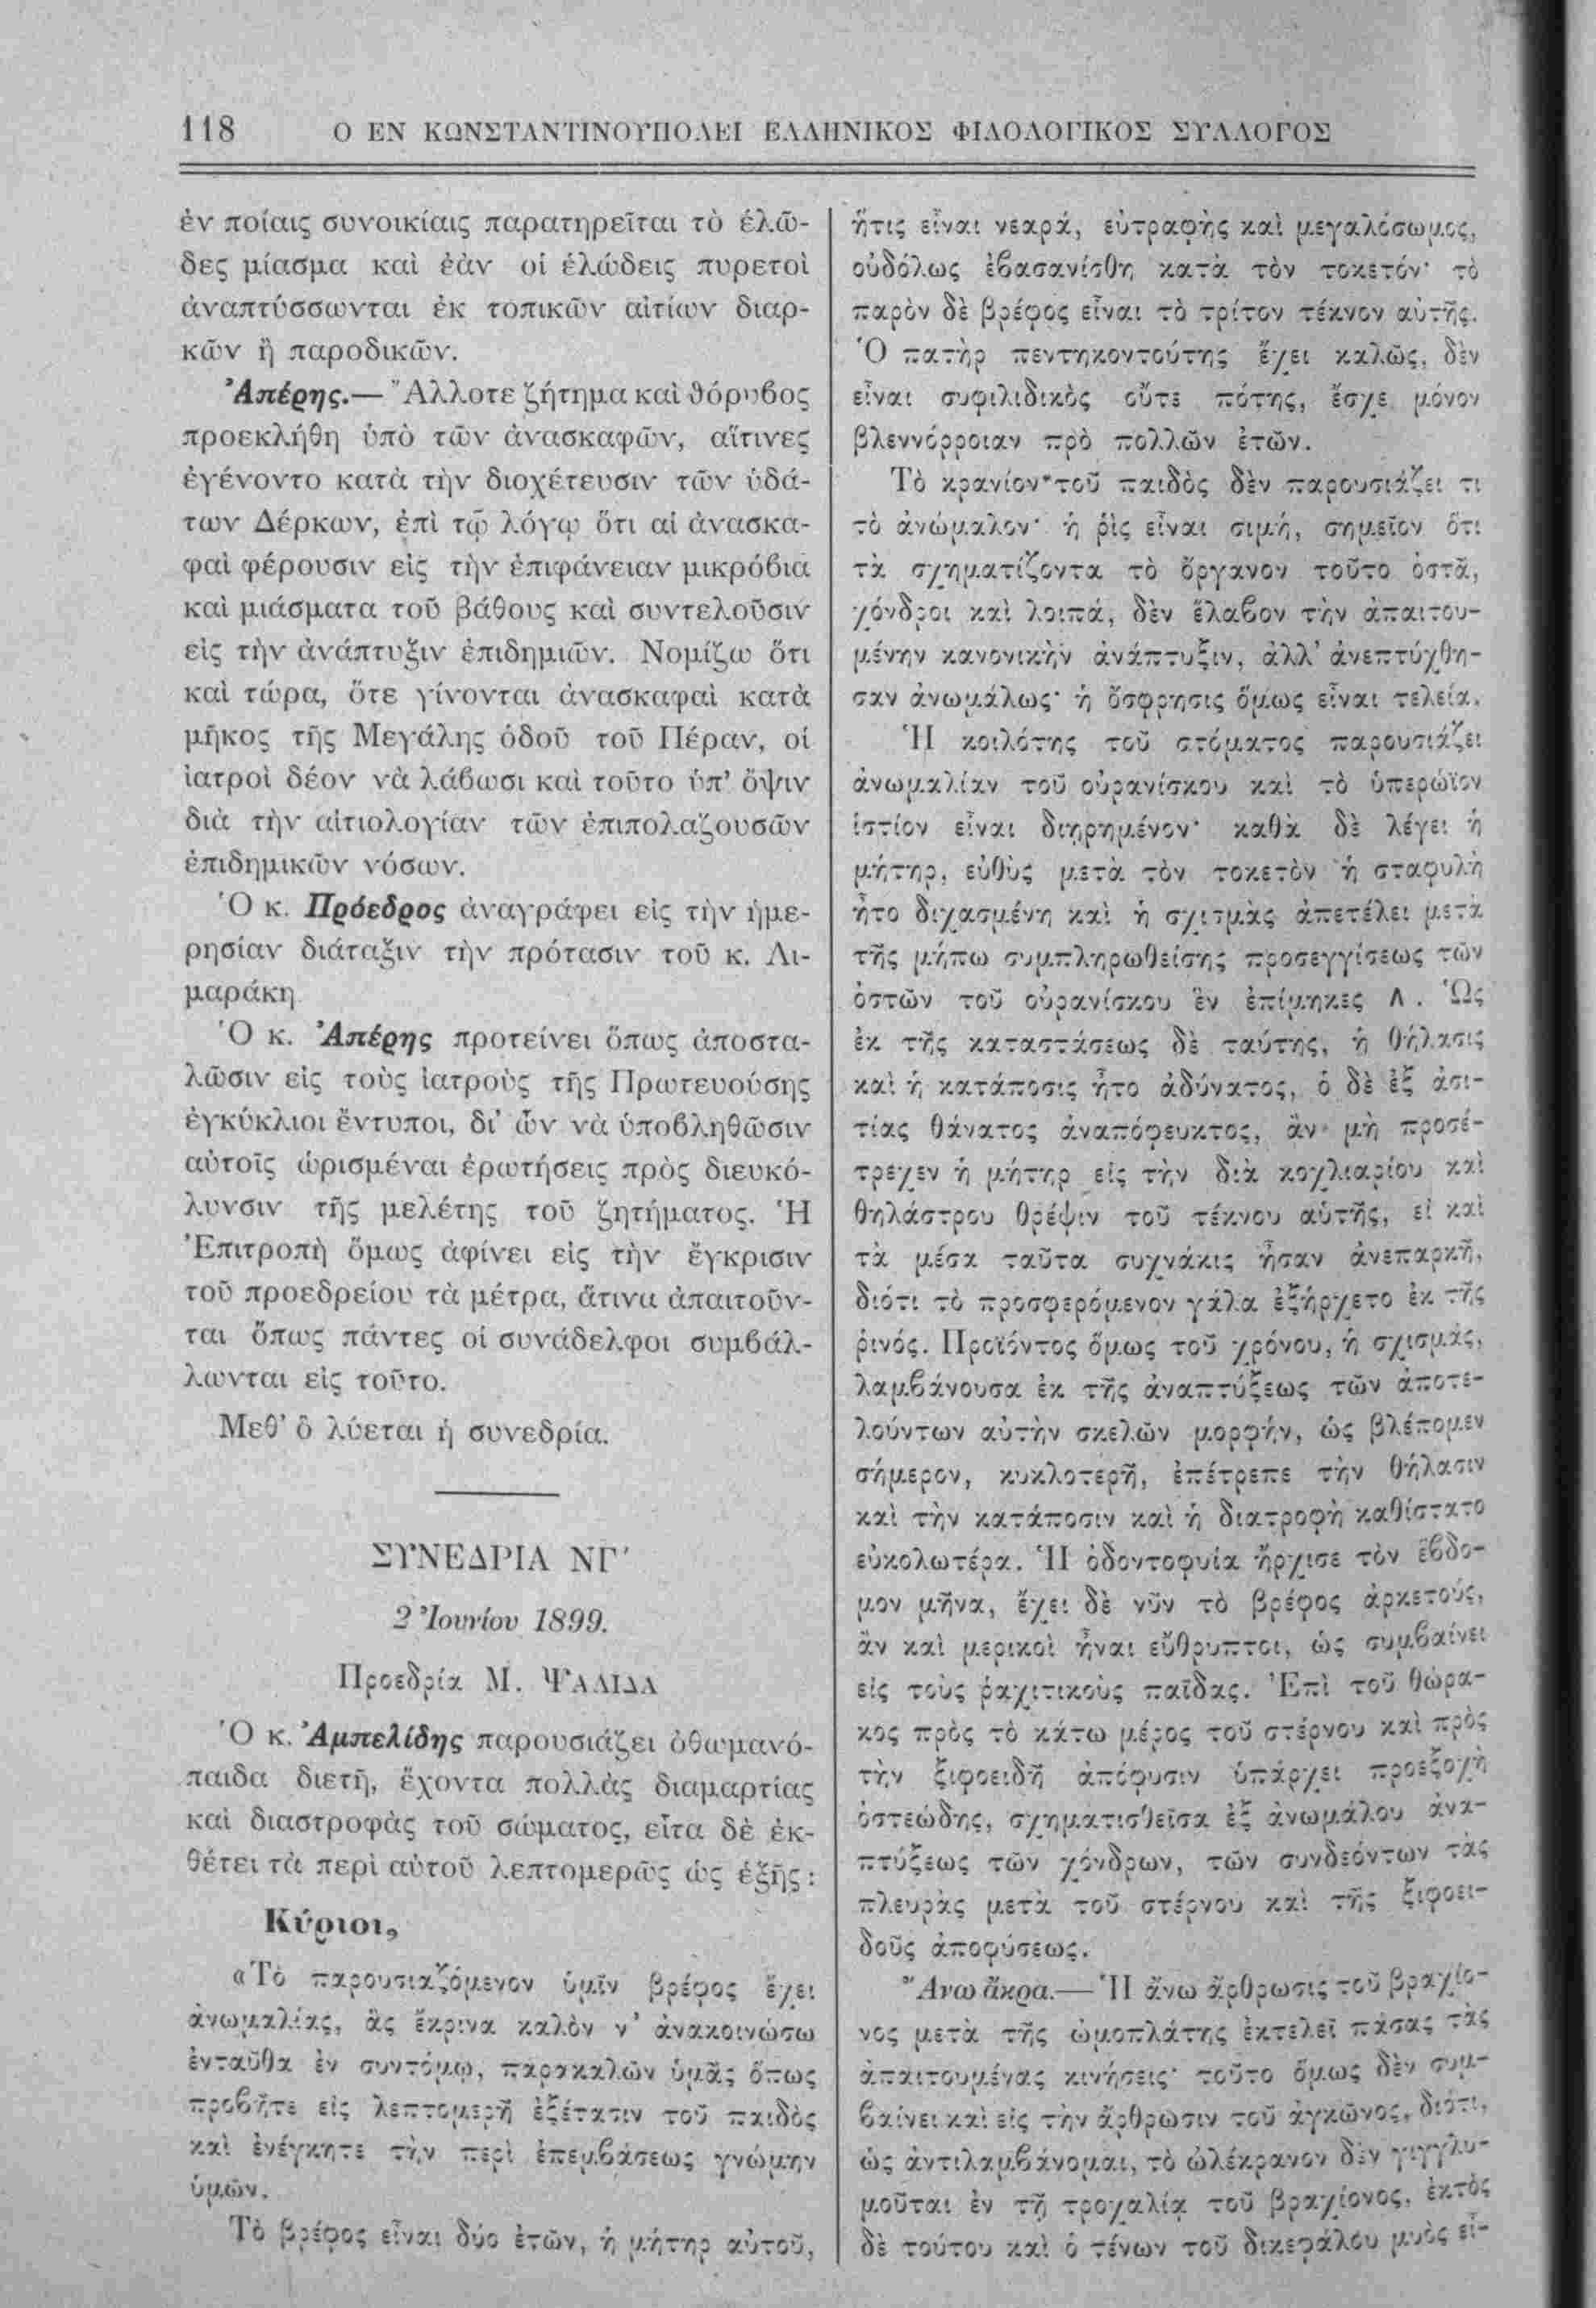 118 Ο ΕΝ ΚΩΝΣΤΑΝΤΙΝΟΥΠΟΛΕΙ ΕΛΛΗΝΙΚΟΣ ΦΙΛΟΛΟΓΙΚΟΣ ΣΥΛΛΟΓΟΣ
ἐν ποίαις συνοικίαις παρατηρεῖται τὸ ἑλῶ-
δες μίασμα καὶ ἐὰν οἱ ἑλώδεις πυρετοὶ
ἀναπτύσσωνται ἐκ τοπικῶν αἰτίων διαρ-
κῶν ἢ παροδικῶν.
Ἀπέρης.— Ἄλλοτε ζήτημα καὶ θόρυβος
προεκλήθη ὑπὸ τῶν ἀνασκαφῶν, αἵτινες
ἐγένοντο κατὰ τὴν διοχέτευσιν τῶν ὑδά-
των Δέρκων, ἐπὶ τῷ λόγῳ ὅτι αἱ ἀνασκα-
φαὶ φέρουσιν εἰς τὴν ἐπιφάνειαν μικρόβια
καὶ μιάσματα τοῦ βάθους καὶ συντελοῦσιν
εἰς τὴν ἀνάπτυξιν ἐπιδημιῶν. Νομίζω ὅτι
καὶ τώρα, ὅτε γίνονται ἀνασκαφαὶ κατὰ
μῆκος τῆς Μεγάλης ὁδοῦ τοῦ Πέραν, οἱ
ἰατροὶ δέον νὰ λάβωσι καὶ τοῦτο ὑπ' ὄψιν
διὰ τὴν αἰτιολογίαν τῶν ἐπιπολαζουσῶν
ἐπιδημικῶν νόσων.
Ὁ κ. Πρόεδρος ἀναγράφει εἰς τὴν ἡμε-
ρησίαν διάταξιν τὴν πρότασιν τοῦ κ. Λι-
μαράκη
Ὁ κ. Ἀπέρης προτείνει ὅπως ἀποστα-
λῶσιν εἰς τοὺς ἰατροὺς τῆς Πρωτευούσης
ἐγκύκλιοι ἔντυποι, δι' ὧν νὰ ὑποβληθῶσιν
αὐτοῖς ὡρισμέναι ἐρωτήσεις πρὸς διευκό-
λυνσιν τῆς μελέτης τοῦ ζητήματος. Ἡ
Ἐπιτροπὴ ὅμως ἀφίνει εἰς τὴν ἔγκρισιν
τοῦ προεδρείου τὰ μέτρα, ἅτινα ἀπαιτοῦν-
ται ὅπως πάντες οἱ συνάδελφοι συμβάλ-
λωνται εἰς τοῦτο.
Μεθ' ὃ λύεται ἡ συνεδρία.
ΣΥΝΕΔΡΙΑ ΝΓ'
2 Ἰουνίου 1899.
Προεδρία Μ. ΨΑΛΙΔΑ
Ὁ κ. Ἀμπελίδης παρουσιάζει ὀθωμανό-
παιδα διετῆ, ἔχοντα πολλὰς διαμαρτίας
καὶ διαστροφὰς τοῦ σώματος, εἶτα δὲ ἐκ-
θέτει τὰ περὶ αὐτοῦ λεπτομερῶς ὡς ἑξῆς:
Κύριοι,
«Τὸ παρουσιαζόμενον ὑμῖν βρέφος ἔχει
ἀνωμαλίας, ἃς ἔκρινα καλὸν ν' ἀνακοινώσω
ἐνταῦθα ἐν συντόμῳ, παρακαλῶν ὑμᾶς ὅπως
προβῆτε εἰς λεπτομερῆ ἐξέτασιν τοῦ παιδὸς
καὶ ἐνέγκητε τὴν περὶ ἐπεμβάσεως γνώμην
ὑμῶν.
Τὸ βρέφος εἶναι δύο ἐτῶν, ἡ μήτηρ αὐτοῦ,
ἥτις εἶναι νεαρά, εὐτραφὴς καὶ μεγαλόσωμος,
οὐδόλως ἐβασανίσθη κατὰ τὸν τοκετόν· τὸ
παρὸν δὲ βρέφος εἶναι τὸ τρίτον τέκνον αὐτῆς.
Ὁ πατὴρ πεντηκοντούτης ἔχει καλῶς, δὲν
εἶναι συφιλιδικὸς οὔτε πότης, ἔσχε μόνον
βλεννόρροιαν πρὸ πολλῶν ἐτῶν.
Τὸ κρανίον τοῦ παιδὸς δὲν παρουσιάζει τι
τὸ ἀνώμαλον· ἡ ῥὶς εἶναι σιμή, σημεῖον ὅτι
τὰ σχηματίζοντα τὸ ὄργανον τοῦτο ὀστᾶ,
χόνδροι καὶ λοιπά, δὲν ἔλαβον τὴν ἀπαιτου-
μένην κανονικὴν ἀνάπτυξιν, ἀλλ' ἀνεπτύχθη-
σαν ἀνωμάλως· ἡ ὄσφρησις ὅμως εἶναι τελεία.
Ἡ κοιλότης τοῦ στόματος παρουσιάζει
ἀνωμαλίαν τοῦ οὐρανίσκου καὶ τὸ ὑπερώϊον
ἱστίον εἶναι διῃρημένον· καθὰ δὲ λέγει ἡ
μήτηρ, εὐθὺς μετὰ τὸν τοκετὸν ἡ σταφυλὴ
ἦτο διχασμένη καὶ ἡ σχισμὰς ἀπετέλει μετὰ
τῆς μήπω συμπληρωθείσης προσεγγίσεως τῶν
ὀστῶν τοῦ οὐρανίσκου ἓν ἐπίμηκες Λ. Ὡς
ἐκ τῆς καταστάσεως δὲ ταύτης, ἡ θήλασις
καὶ ἡ κατάποσις ἦτο ἀδύνατος, ὁ δὲ ἐξ ἀσι-
τίας θάνατος ἀναπόφευκτος, ἂν μὴ προσέ-
τρεχεν ἡ μήτηρ εἰς τὴν διὰ κοχλιαρίου καὶ
θηλάστρου θρέψιν τοῦ τέκνου αὑτῆς, εἰ καὶ
τὰ μέσα ταῦτα συχνάκις ἦσαν ἀνεπαρκῆ,
διότι τὸ προσφερόμενον γάλα ἐξήρχετο ἐκ τῆς
ῥινός. Προϊόντος ὅμως τοῦ χρόνου, ἡ σχισμὰς,
λαμβάνουσα ἐκ τῆς ἀναπτύξεως τῶν ἀποτε-
λούντων αὐτὴν σκελῶν μορφήν, ὡς βλέπομεν
σήμερον, κυκλοτερῆ, ἐπέτρεπε τὴν θήλασιν
καὶ τὴν κατάποσιν καὶ ἡ διατροφὴ καθίστατο
εὐκολωτέρα. Ἡ ὀδοντοφυία ἤρχισε τὸν ἕβδο-
μον μῆνα, ἔχει δὲ νῦν τὸ βρέφος ἀρκετούς,
ἂν καὶ μερικοὶ ἦναι εὔθρυπτοι, ὡς συμβαίνει
εἰς τοὺς ῥαχιτικοὺς παῖδας. Ἐπὶ τοῦ θώρα-
κος πρὸς τὸ κάτω μέρος τοῦ στέρνου καὶ πρὸς
τὴν ξιφοειδῆ ἀπόφυσιν ὑπάρχει προεξοχὴ
ὀστεώδης, σχηματισθεῖσα ἐξ ἀνωμάλου ἀνα-
πτύξεως τῶν χόνδρων, τῶν συνδεόντων τὰς
πλευρὰς μετὰ τοῦ στέρνου καὶ τῆς ξιφοει-
δοῦς ἀποφύσεως.
Ἄνω ἄκρα.— Ἡ ἄνω ἄρθρωσις τοῦ βραχίο-
νος μετὰ τῆς ὠμοπλάτης ἐκτελεῖ πάσας τὰς
ἀπαιτουμένας κινήσεις· τοῦτο ὅμως δὲν συμ-
βαίνει καὶ εἰς τὴν ἄρθρωσιν τοῦ ἀγκῶνος, διότι,
ὡς ἀντιλαμβάνομαι, τὸ ὠλέκρανον δὲν γιγγλυ-
μοῦται ἐν τῇ τροχαλίᾳ τοῦ βραχίονος, ἐκτὸς
δὲ τούτου καὶ ὁ τένων τοῦ δικεφάλου μυὸς εἶ-